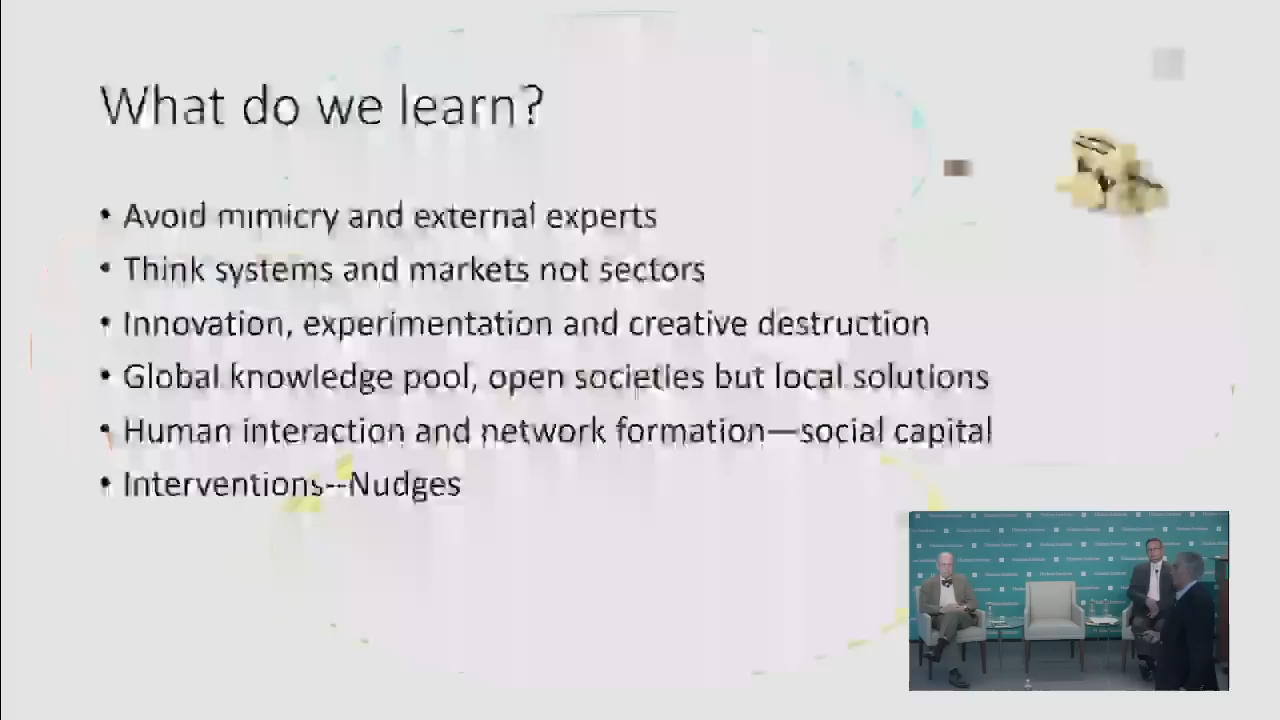 What do we learn?
• Avoid mimicry and external experts
• Think systems and markets not sectors
• Innovation, experimentation and creative destruction
• Global knowledge pool, open societies but local solutions
• Human interaction and network formation—social capital
• Interventions--Nudges